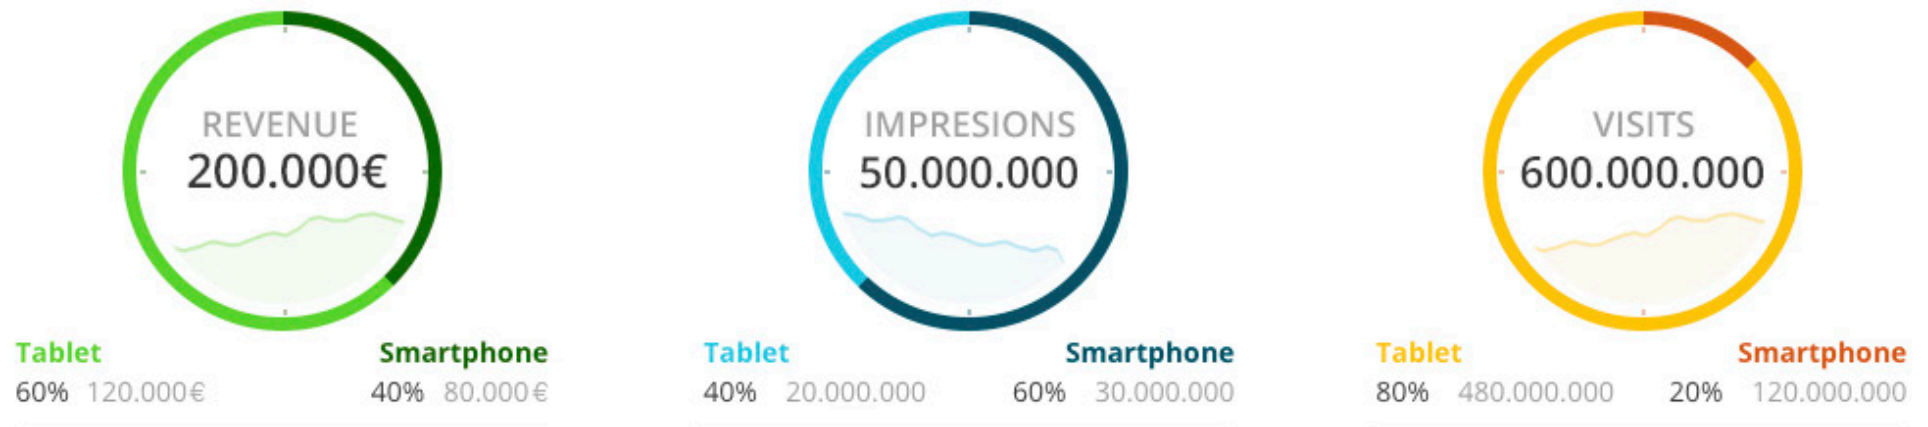 REVENUE
200.000€
Tablet Smartphone
60% 120.000€ 40% 80.000€
IMPRESIONS
50.000.000
Tablet Smartphone
40% 20.000.000 60% 30.000.000
VISITS
600.000.000
Tablet Smartphone
80% 480.000.000 20% 120.000.000